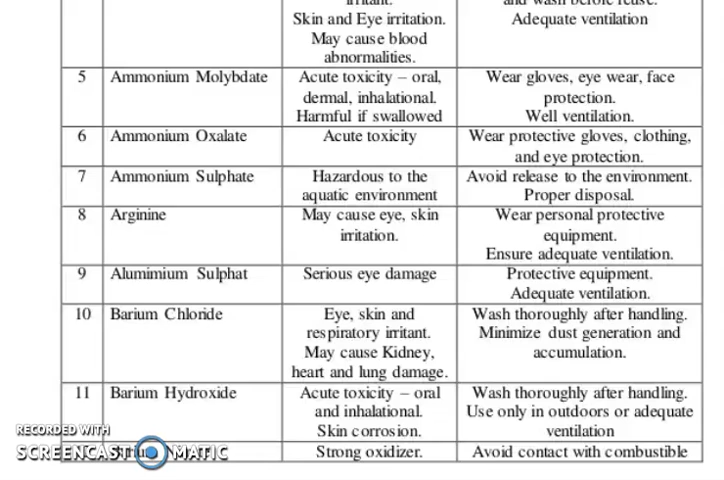 irritant.
and wash before reuse.
Skin and Eye irritation.
Adequate ventilation
May cause blood
abnormalities.
5 Ammonium Molybdate Acute toxicity – oral, Wear gloves, eye wear, face
dermal, inhalational. protection.
Harmful if swallowed Well ventilation.
6 Ammonium Oxalate Acute toxicity Wear protective gloves, clothing,
and eye protection.
7 Ammonium Sulphate Hazardous to the Avoid release to the environment.
aquatic environment Proper disposal.
8 Arginine May cause eye, skin Wear personal protective
irritation. equipment.
Ensure adequate ventilation.
9 Alumimium Sulphat Serious eye damage Protective equipment.
Adequate ventilation.
10 Barium Chloride Eye, skin and Wash thoroughly after handling.
respiratory irritant. Minimize dust generation and
May cause Kidney, accumulation.
heart and lung damage.
11 Barium Hydroxide Acute toxicity – oral Wash thoroughly after handling.
and inhalational. Use only in outdoors or adequate
Skin corrosion. ventilation
RECORDED WITH
SCREENCAST MATIC
Strong oxidizer. Avoid contact with combustible